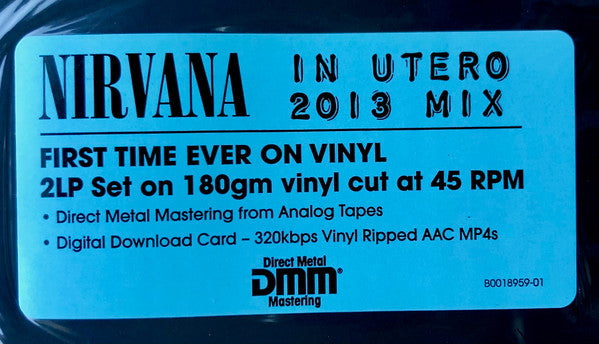 NIRVANA
IN UTERO
2013 MIX
FIRST TIME EVER ON VINYL
2LP Set on 180gm vinyl cut at 45 RPM
• Direct Metal Mastering from Analog Tapes
• Digital Download Card – 320kbps Vinyl Ripped AAC MP4s
Direct Metal
DMM®
Mastering
B0018959-01